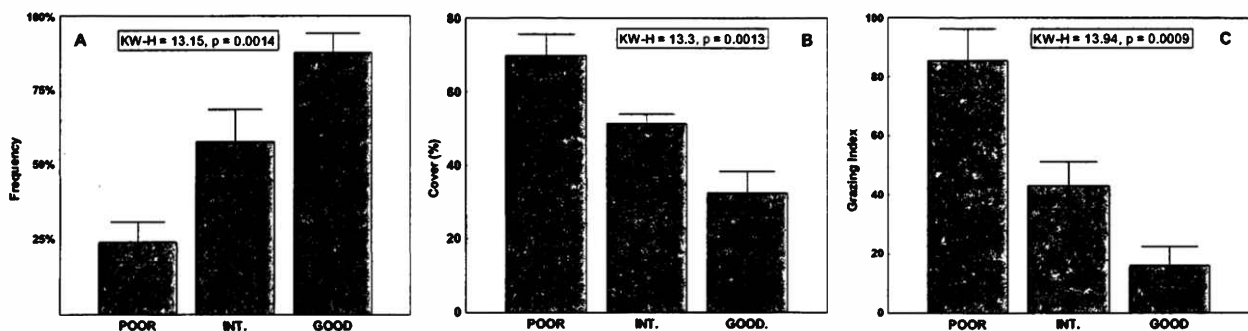 A
KW-H = 13.15, p = 0.0014
100%
75%
50%
25%
Frequency
POOR INT. GOOD
B
KW-H = 13.3, p = 0.0013
80
60
40
20
0
Cover (%)
POOR INT. GOOD.
C
KW-H = 13.94, p = 0.0009
100
80
60
40
20
0
Grazing Index
POOR INT. GOOD